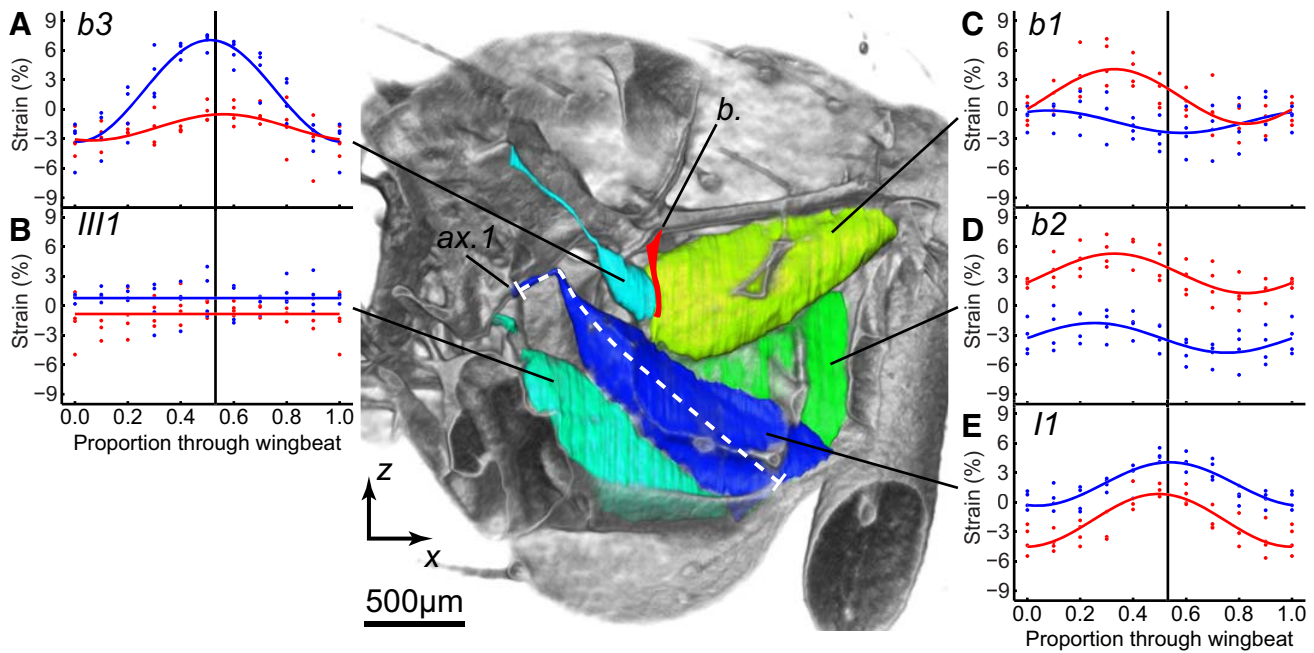 A
b3
Strain (%)
9
6
3
0
−3
−6
−9
B
III1
Strain (%)
9
6
3
0
−3
−6
−9
0.0 0.2 0.4 0.6 0.8 1.0
Proportion through wingbeat
b.
ax.1
z
x
500μm
C
b1
Strain (%)
9
6
3
0
−3
−6
−9
D
b2
Strain (%)
9
6
3
0
−3
−6
−9
E
I1
Strain (%)
9
6
3
0
−3
−6
−9
0.0 0.2 0.4 0.6 0.8 1.0
Proportion through wingbeat